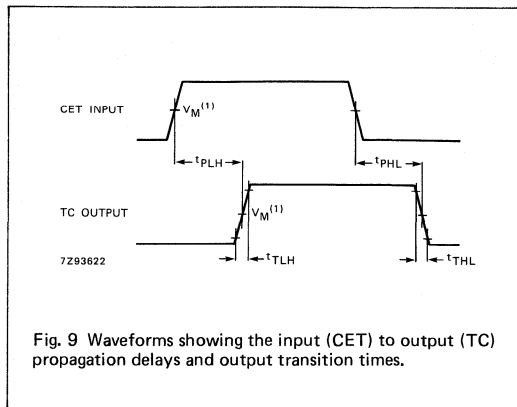 CET INPUT
VM(1)
tPLH
tPHL
TC OUTPUT
VM(1)
7Z93622
tTLH
tTHL
Fig. 9 Waveforms showing the input (CET) to output (TC)
propagation delays and output transition times.